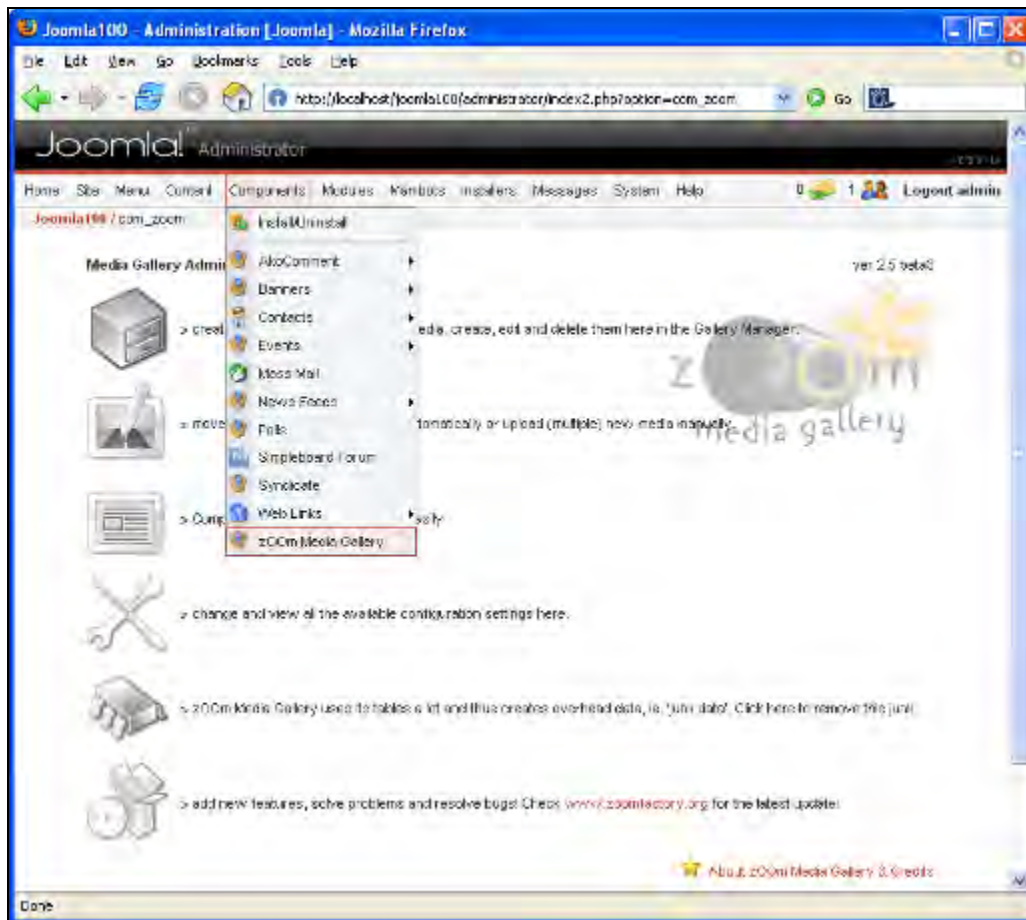 Joomla100 - Administration [Joomla] - Mozilla Firefox
File Edit View Go Bookmarks Tools Help
http://localhost/joomla100/administrator/index2.php?option=com_zoom Go
Joomla! Administrator
Home Site Menu Content Components Modules Mambots Installers Messages System Help 0 1 Logout admin
Joomla100 / com_zoom
Install/Uninstall
Media Gallery Admi
ver 2.5 beta3
AkoComment
Banners
Contacts
Events
Mass Mail
News Feeds
Polls
Simpleboard Forum
Syndicate
Web Links
zOOm Media Gallery
> creat
edia, create, edit and delete them here in the Gallery Manager.
zoom
media gallery
> move
tomatically or upload (multiple) new media manually.
> change and view all the available configuration settings here.
> zOOm Media Gallery uses its tables a lot and thus creates overhead data, ie. 'junk data'. Click here to remove this junk.
> add new features, solve problems and resolve bugs! Check www.zoomfactory.org for the latest update!
About zOOm Media Gallery & Credits
Done